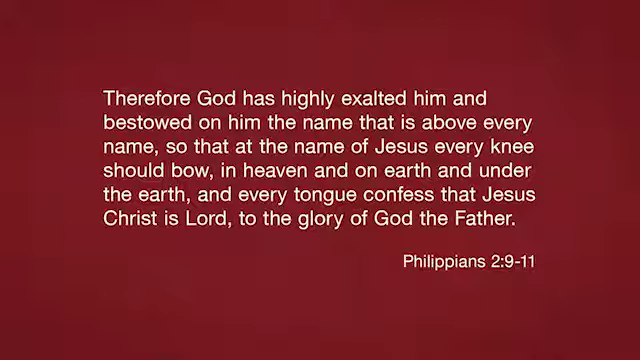 Therefore God has highly exalted him and
bestowed on him the name that is above every
name, so that at the name of Jesus every knee
should bow, in heaven and on earth and under
the earth, and every tongue confess that Jesus
Christ is Lord, to the glory of God the Father.
Philippians 2:9-11